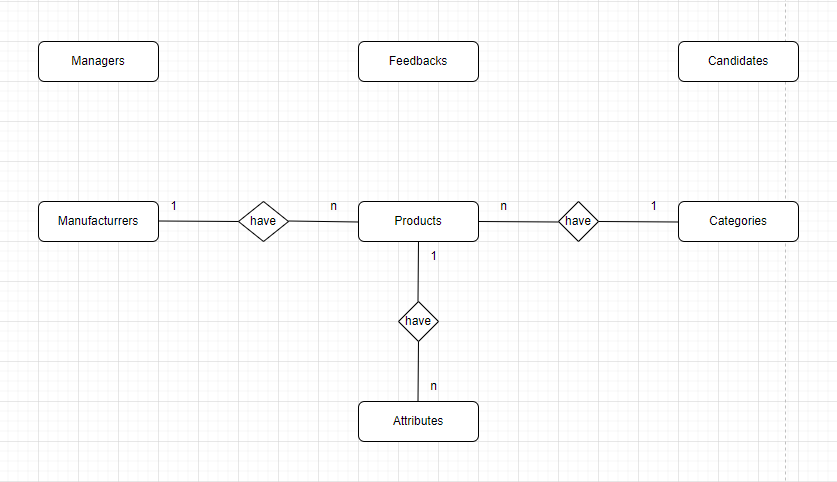 Managers
Feedbacks
Candidates
1
n
n
1
Manufacturrers
have
Products
have
Categories
1
have
n
Attributes